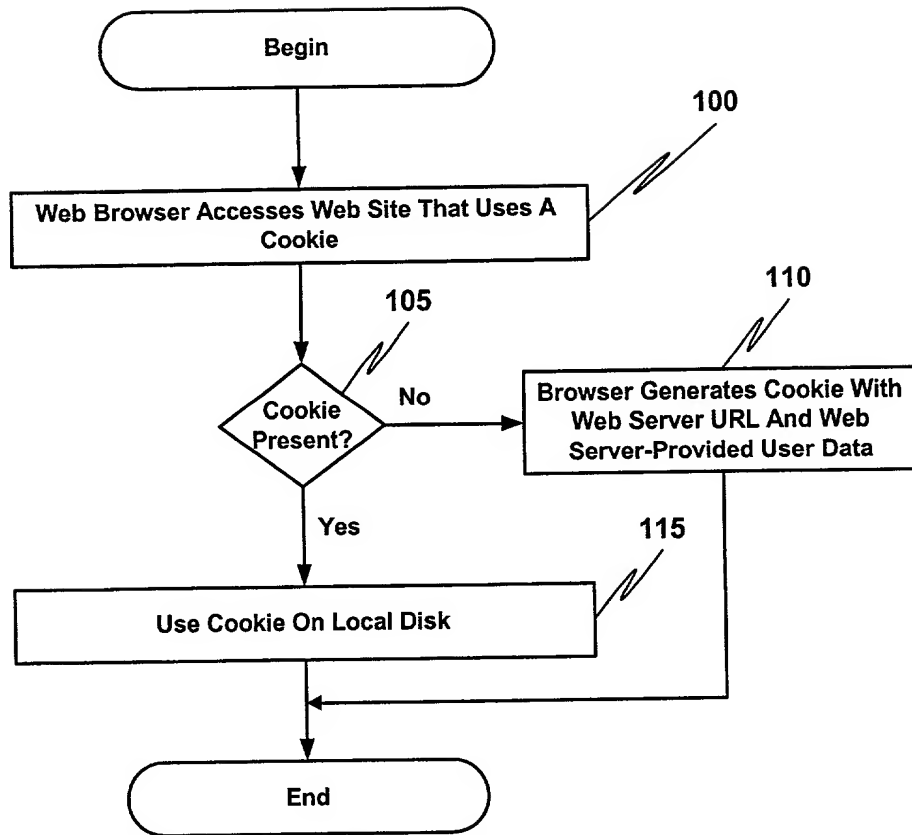 Begin
100
Web Browser Accesses Web Site That Uses A
Cookie
105
110
Cookie
Present?
No
Browser Generates Cookie With
Web Server URL And Web
Server-Provided User Data
Yes
115
Use Cookie On Local Disk
End